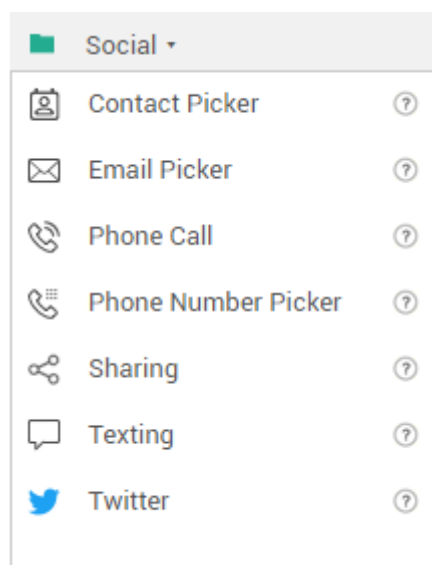 Social
Contact Picker ?
Email Picker ?
Phone Call ?
Phone Number Picker ?
Sharing ?
Texting ?
Twitter ?